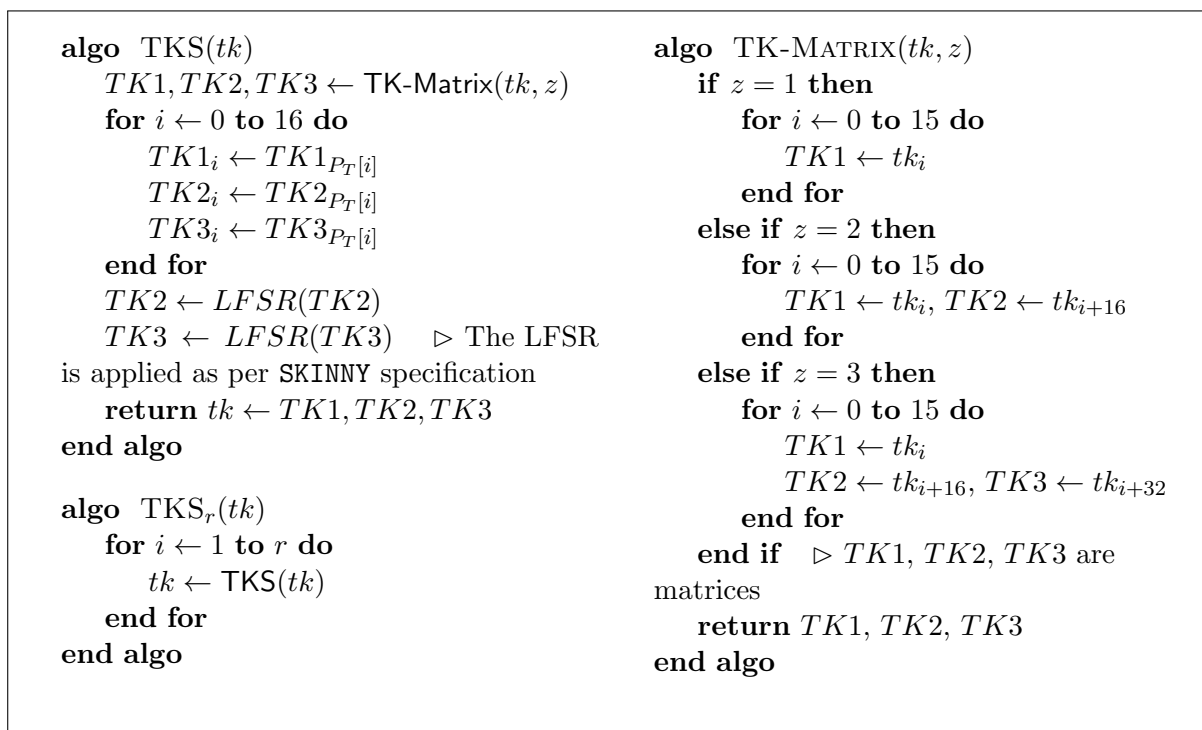 algo TKS(tk)
TK1, TK2, TK3 ← TK-Matrix(tk, z)
for i ← 0 to 16 do
TK1_i ← TK1_{P_T[i]}
TK2_i ← TK2_{P_T[i]}
TK3_i ← TK3_{P_T[i]}
end for
TK2 ← LFSR(TK2)
TK3 ← LFSR(TK3) ▷ The LFSR
is applied as per SKINNY specification
return tk ← TK1, TK2, TK3
end algo
algo TKS_r(tk)
for i ← 1 to r do
tk ← TKS(tk)
end for
end algo
algo TK-MATRIX(tk, z)
if z = 1 then
for i ← 0 to 15 do
TK1 ← tk_i
end for
else if z = 2 then
for i ← 0 to 15 do
TK1 ← tk_i, TK2 ← tk_{i+16}
end for
else if z = 3 then
for i ← 0 to 15 do
TK1 ← tk_i
TK2 ← tk_{i+16}, TK3 ← tk_{i+32}
end for
end if ▷ TK1, TK2, TK3 are
matrices
return TK1, TK2, TK3
end algo